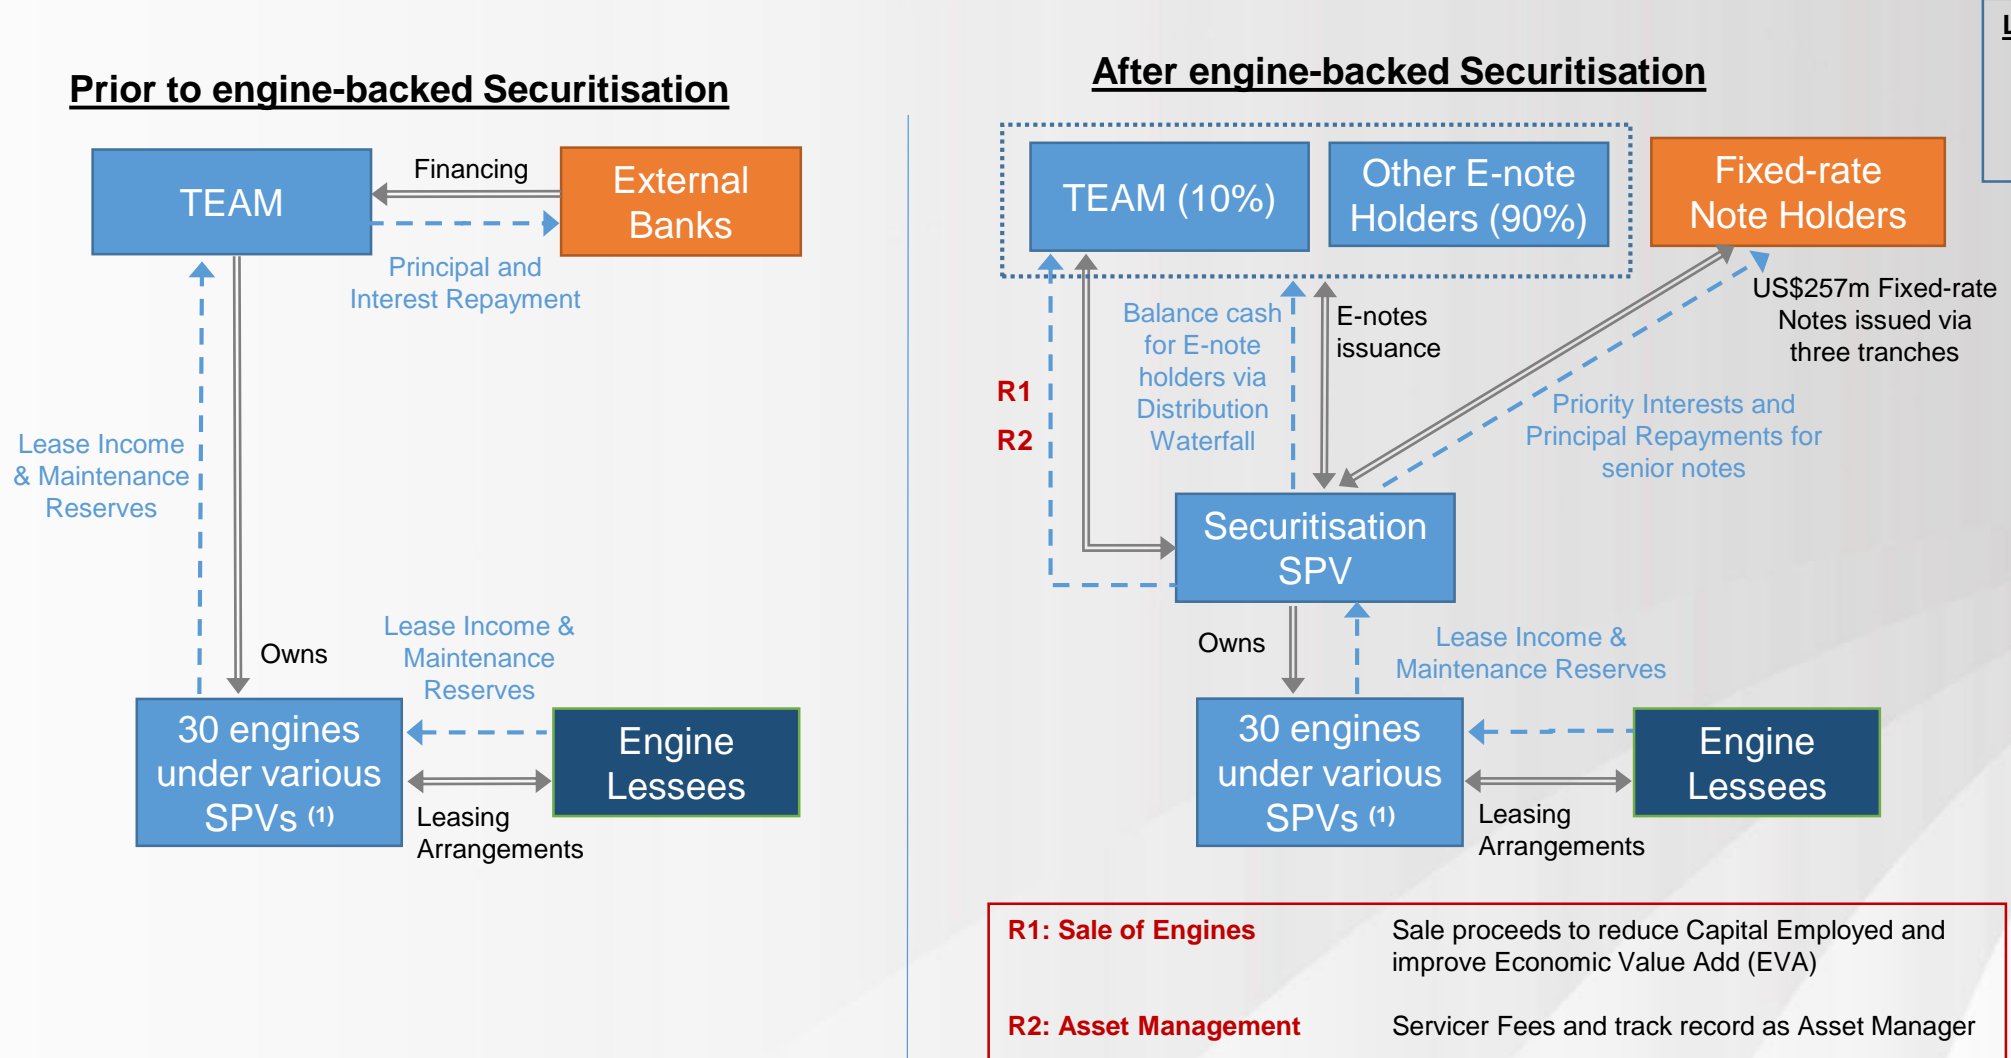 Prior to engine-backed Securitisation
TEAM
Financing
External
Banks
Principal and
Interest Repayment
Lease Income
& Maintenance
Reserves
Owns
Lease Income &
Maintenance
Reserves
30 engines
under various
SPVs (1)
Engine
Lessees
Leasing
Arrangements
After engine-backed Securitisation
TEAM (10%)
Other E-note
Holders (90%)
Fixed-rate
Note Holders
US$257m Fixed-rate
Notes issued via
three tranches
Balance cash
for E-note
holders via
Distribution
Waterfall
E-notes
issuance
R1
R2
Priority Interests and
Principal Repayments for
senior notes
Securitisation
SPV
Owns
Lease Income &
Maintenance Reserves
30 engines
under various
SPVs (1)
Engine
Lessees
Leasing
Arrangements
R1: Sale of Engines
Sale proceeds to reduce Capital Employed and
improve Economic Value Add (EVA)
R2: Asset Management
Servicer Fees and track record as Asset Manager